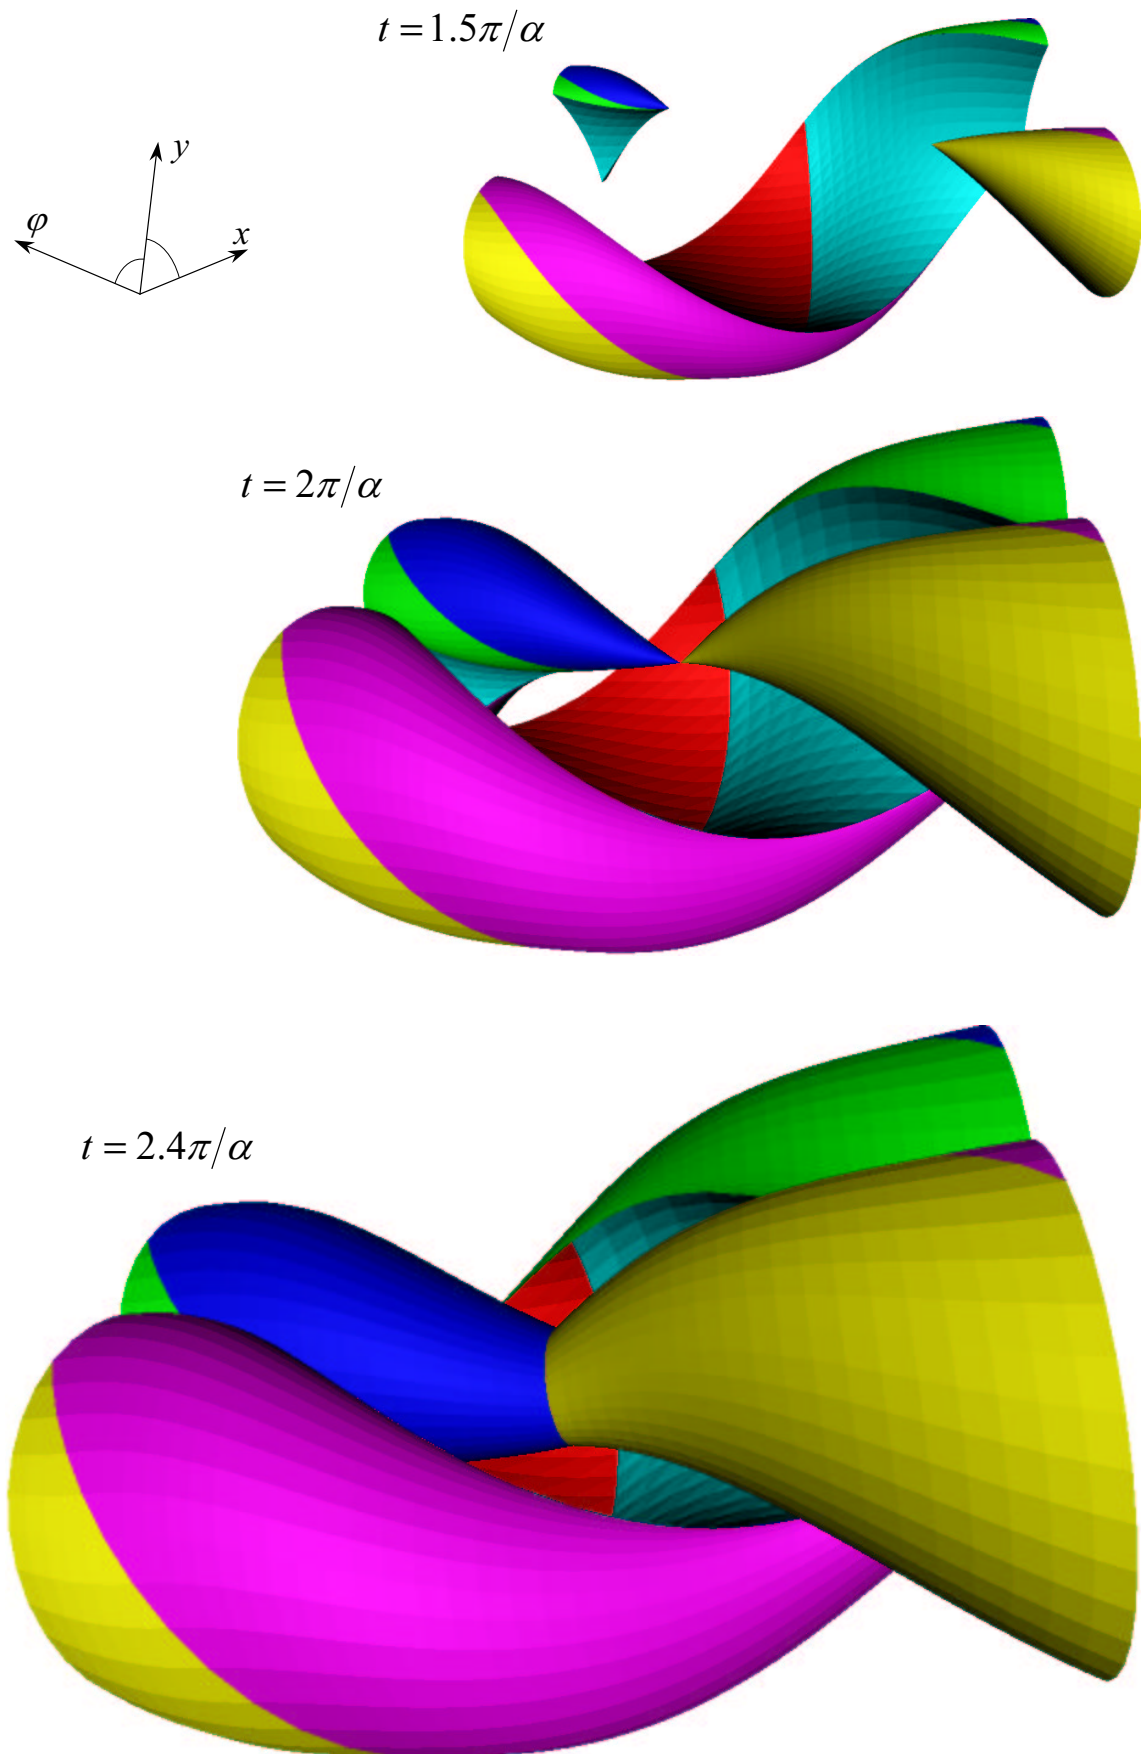 t = 1.5π/α
y
φ
x
t = 2π/α
t = 2.4π/α